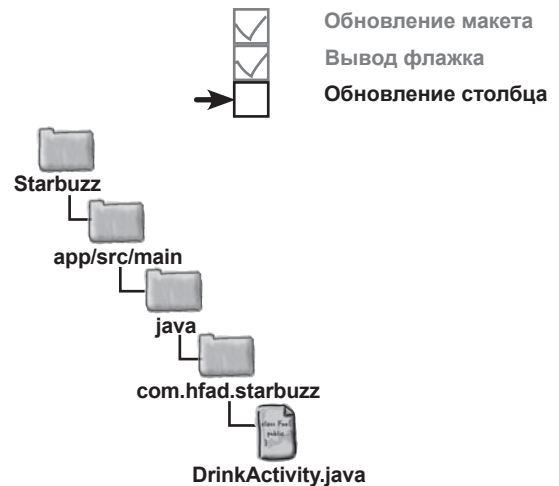 Обновление макета
Вывод флажка
Обновление столбца
Starbuzz
app/src/main
java
com.hfad.starbuzz
DrinkActivity.java